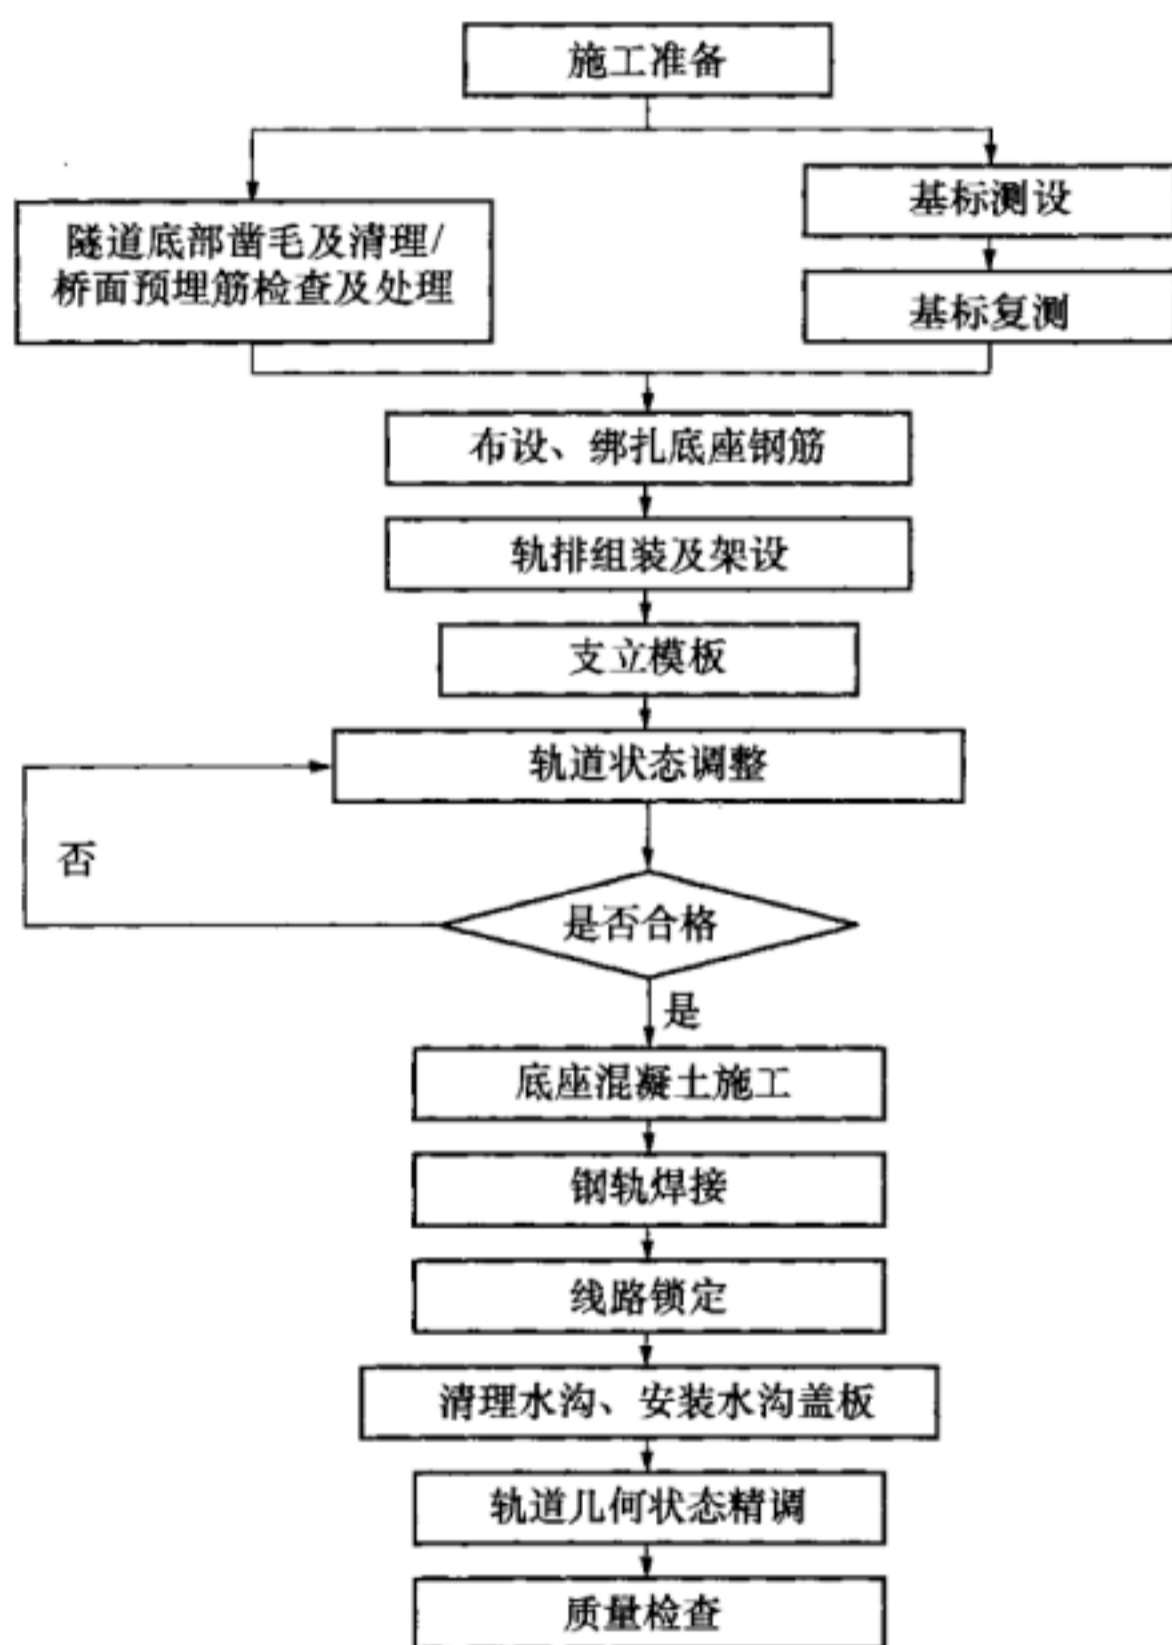 施工准备
基标测设
隧道底部凿毛及清理/
桥面预埋筋检查及处理
基标复测
布设、绑扎底座钢筋
轨排组装及架设
支立模板
轨道状态调整
否
是否合格
是
底座混凝土施工
钢轨焊接
线路锁定
清理水沟、安装水沟盖板
轨道几何状态精调
质量检查